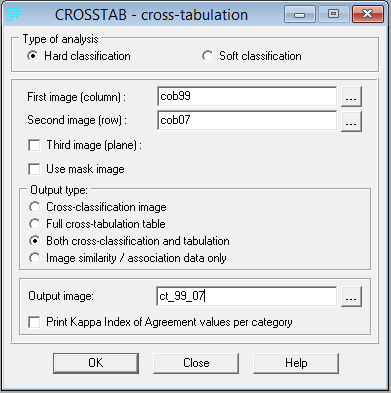 CROSSTAB - cross-tabulation
Type of analysis
Hard classification Soft classification
First image (column) : cob99 ...
Second image (row) : cob07 ...
Third image (plane) :
Use mask image
Output type:
Cross-classification image
Full cross-tabulation table
Both cross-classification and tabulation
Image similarity / association data only
Output image: ct_99_07 ...
Print Kappa Index of Agreement values per category
OK Close Help